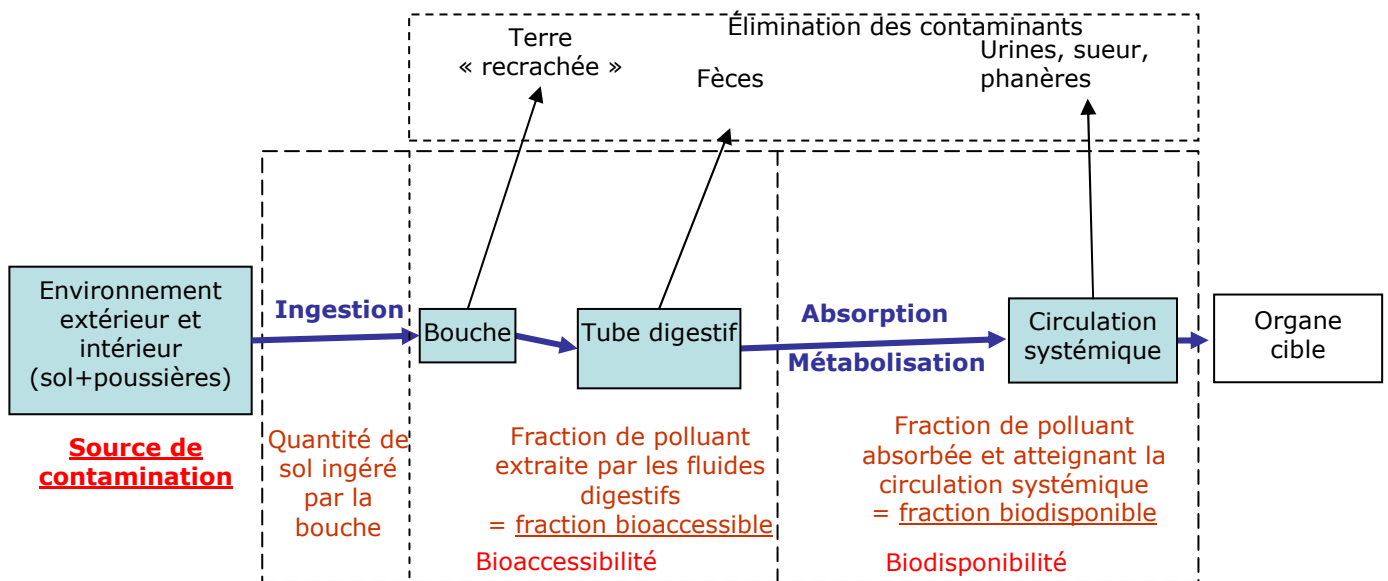 Élimination des contaminants
Terre
« recrachée »
Fèces
Urines, sueur,
phanères
Environnement
extérieur et
intérieur
(sol+poussières)
Ingestion
Bouche
Tube digestif
Absorption
Métabolisation
Circulation
systémique
Organe
cible
Source de
contamination
Quantité de
sol ingéré
par la
bouche
Fraction de polluant
extraite par les fluides
digestifs
= fraction bioaccessible
Bioaccessibilité
Fraction de polluant
absorbée et atteignant la
circulation systémique
= fraction biodisponible
Biodisponibilité